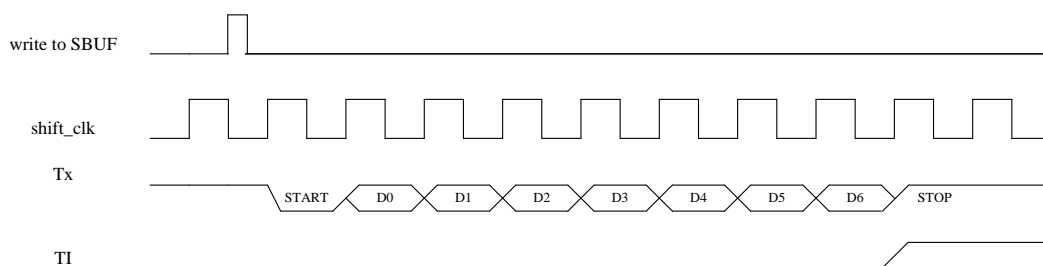 write to SBUF
shift_clk
Tx
START D0 D1 D2 D3 D4 D5 D6 STOP
TI